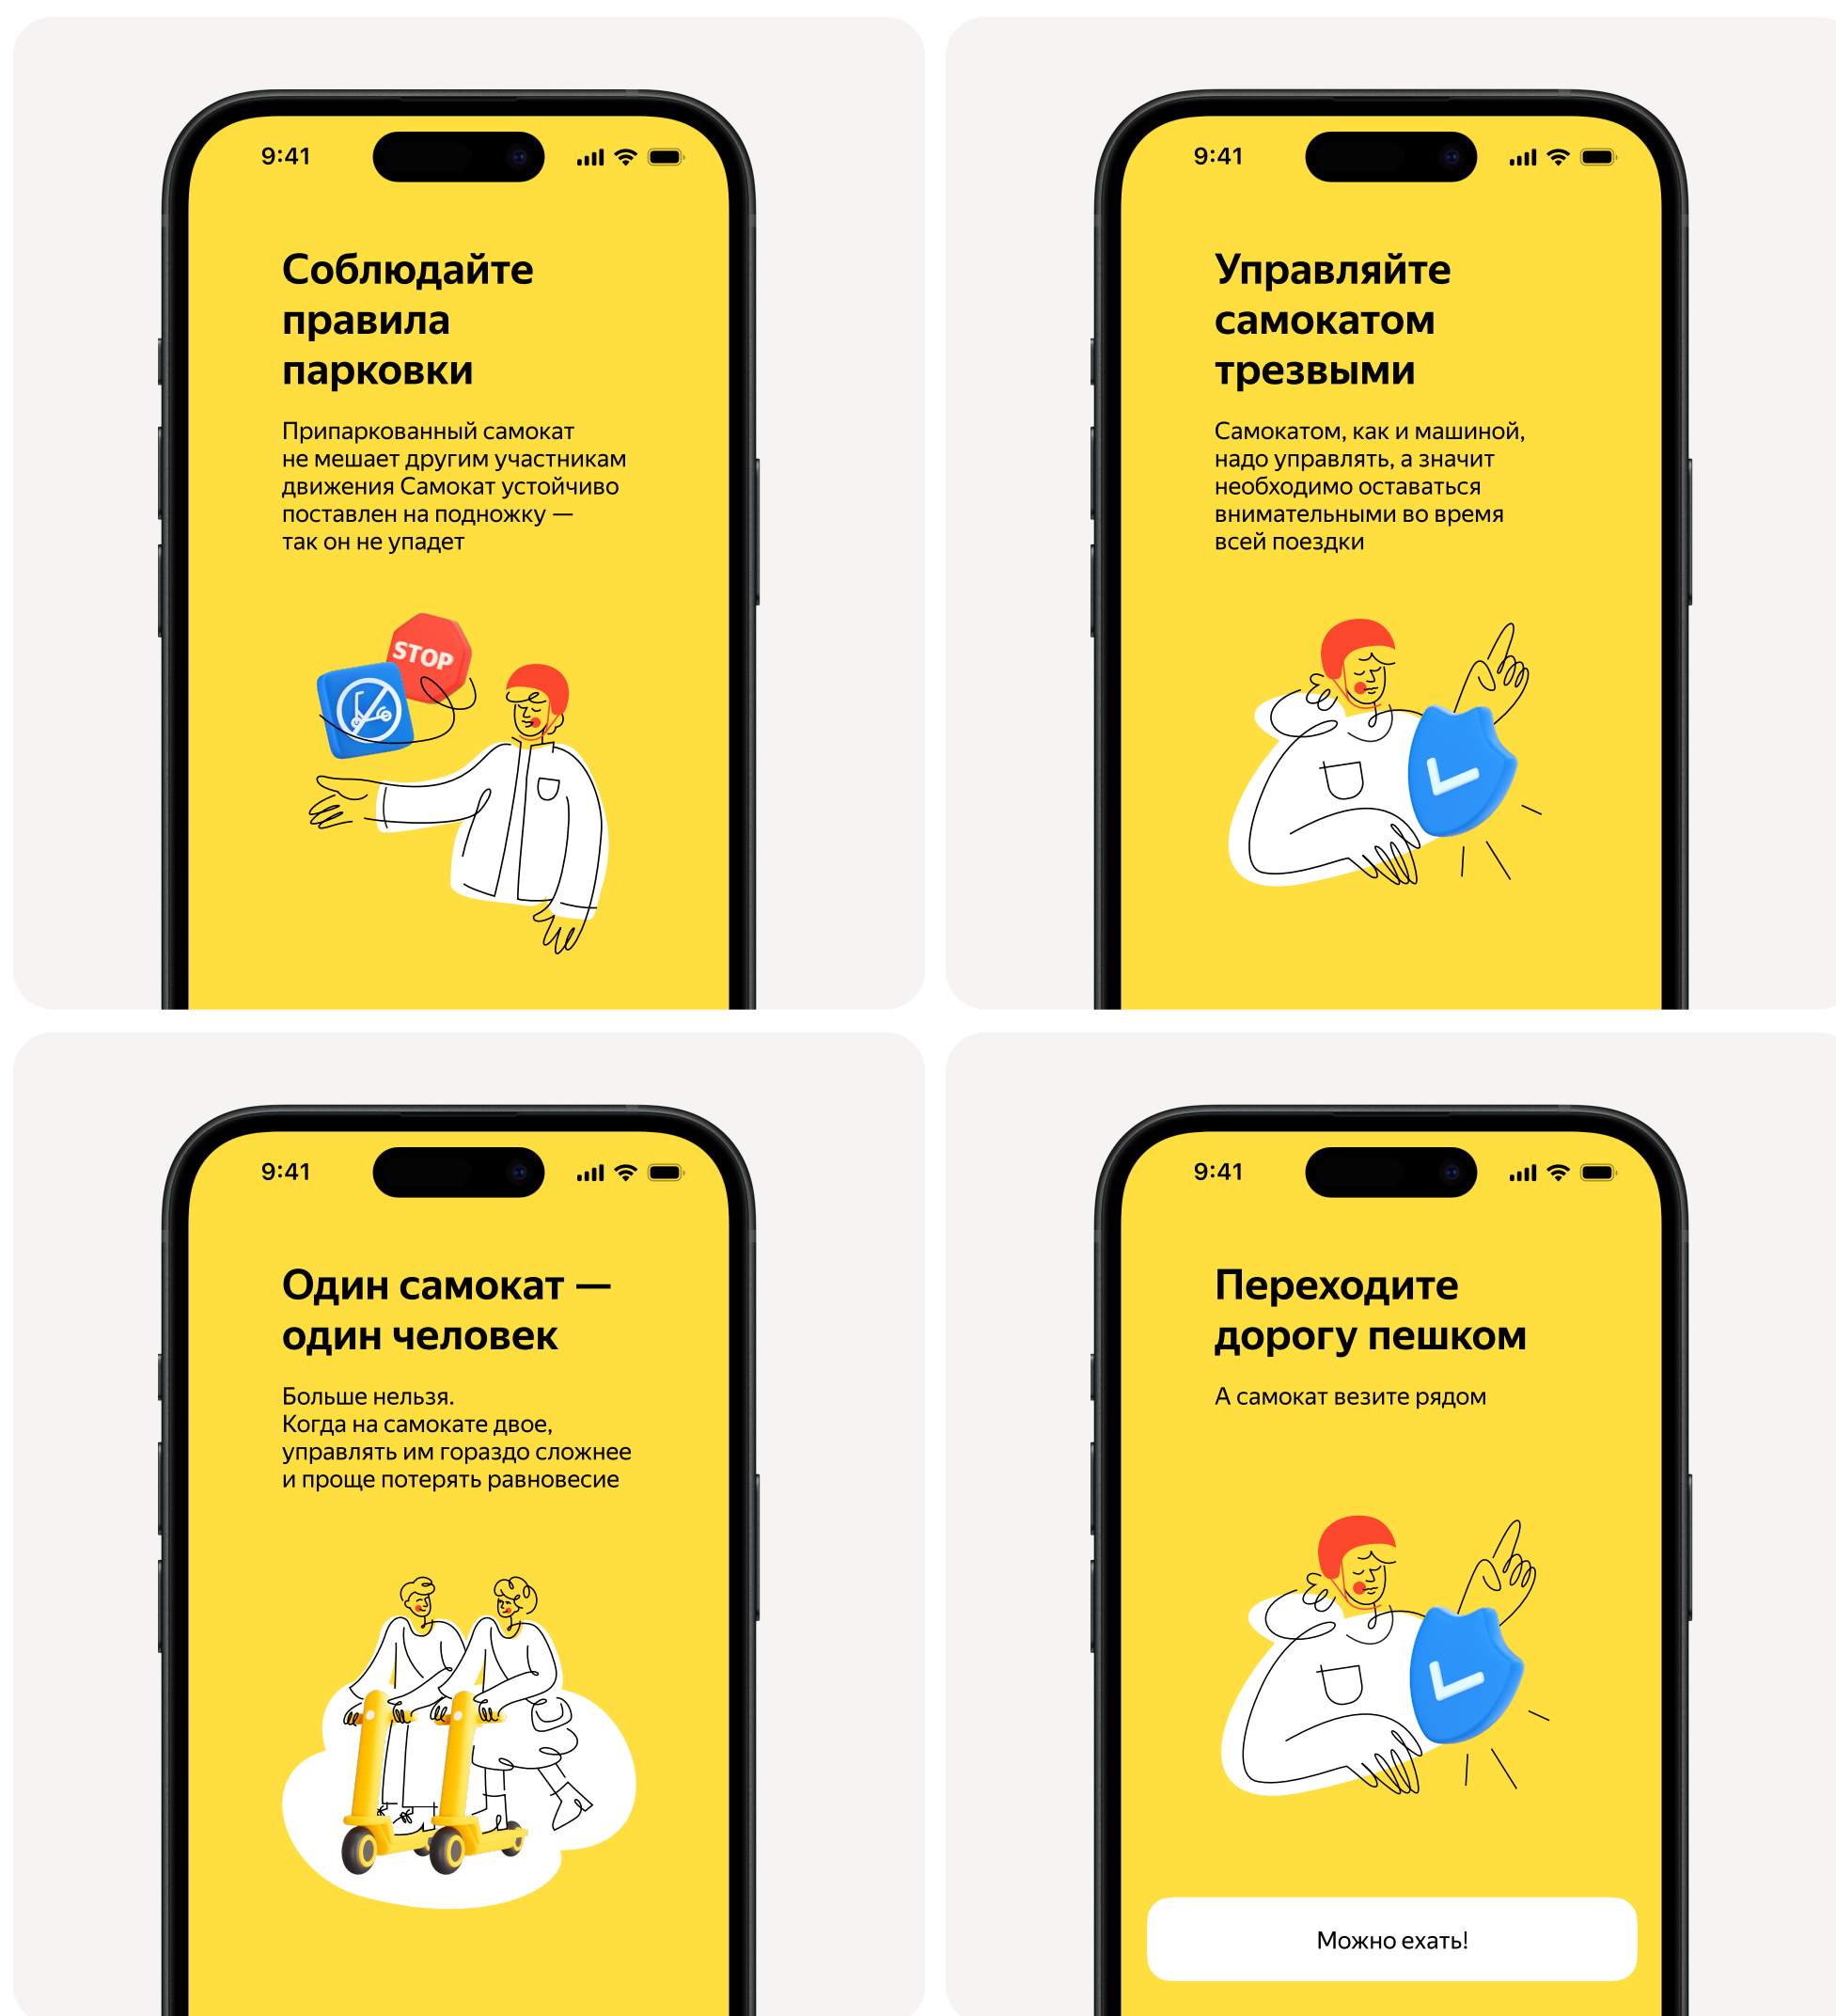 9:41
Соблюдайте
правила
парковки
Припаркованный самокат
не мешает другим участникам
движения Самокат устойчиво
поставлен на подножку —
так он не упадет
STOP
9:41
Управляйте
самокатом
трезвыми
Самокатом, как и машиной,
надо управлять, а значит
необходимо оставаться
внимательными во время
всей поездки
9:41
Один самокат —
один человек
Больше нельзя.
Когда на самокате двое,
управлять им гораздо сложнее
и проще потерять равновесие
9:41
Переходите
дорогу пешком
А самокат везите рядом
Можно ехать!